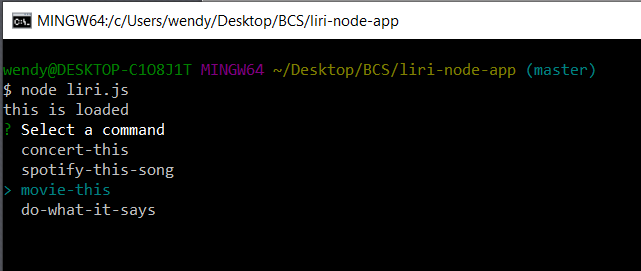 MINGW64:/c/Users/wendy/Desktop/BCS/liri-node-app
wendy@DESKTOP-C1O8J1T MINGW64 ~/Desktop/BCS/liri-node-app (master)
$ node liri.js
this is loaded
? Select a command
concert-this
spotify-this-song
> movie-this
do-what-it-says